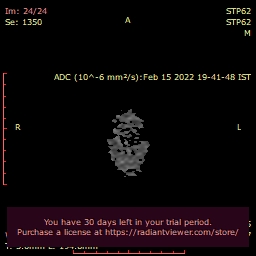 Im: 24/24
Se: 1350
A
STP62
STP62
M
ADC (10^-6 mm²/s):Feb 15 2022 19-41-48 IST
R
L
You have 30 days left in your trial period.
Purchase a license at https://radiantviewer.com/store/